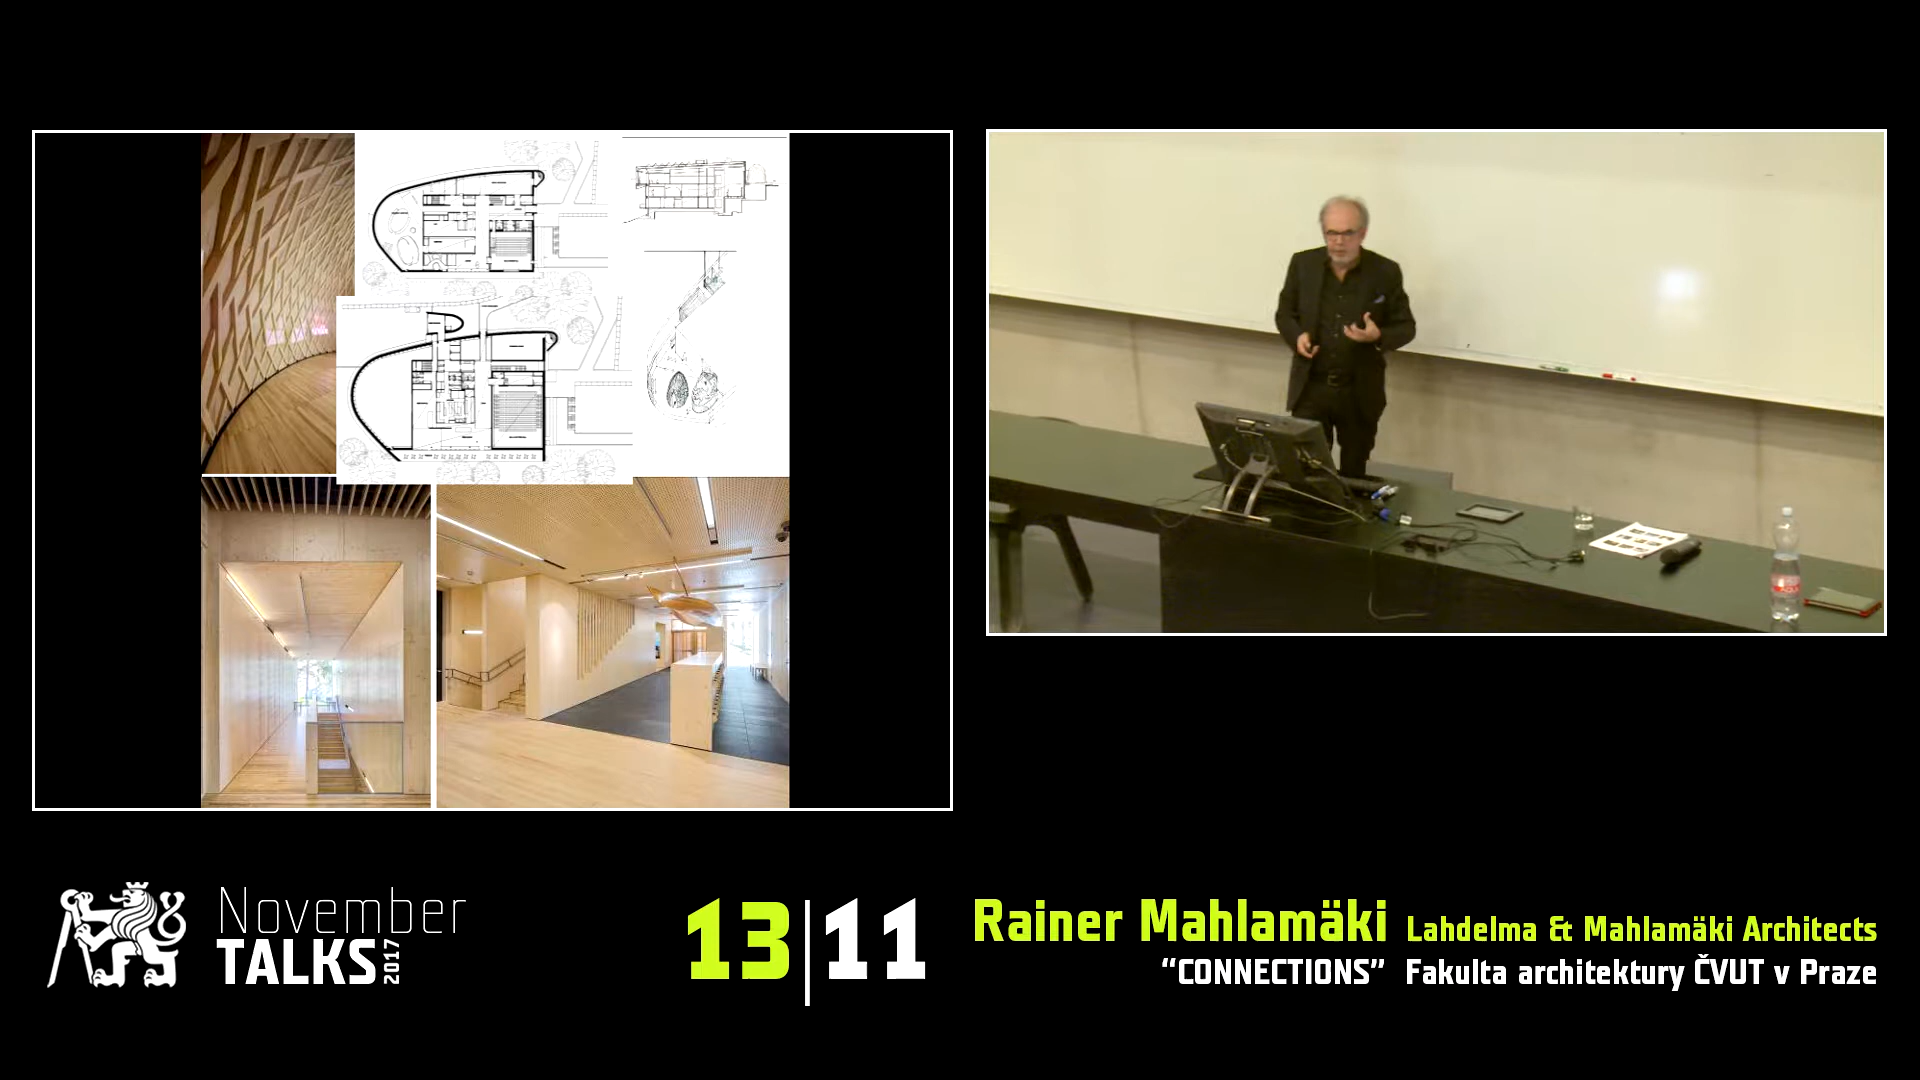 November
TALKS 2017
13|11
Rainer Mahlamäki Lahdelma & Mahlamäki Architects
“CONNECTIONS” Fakulta architektury ČVUT v Praze